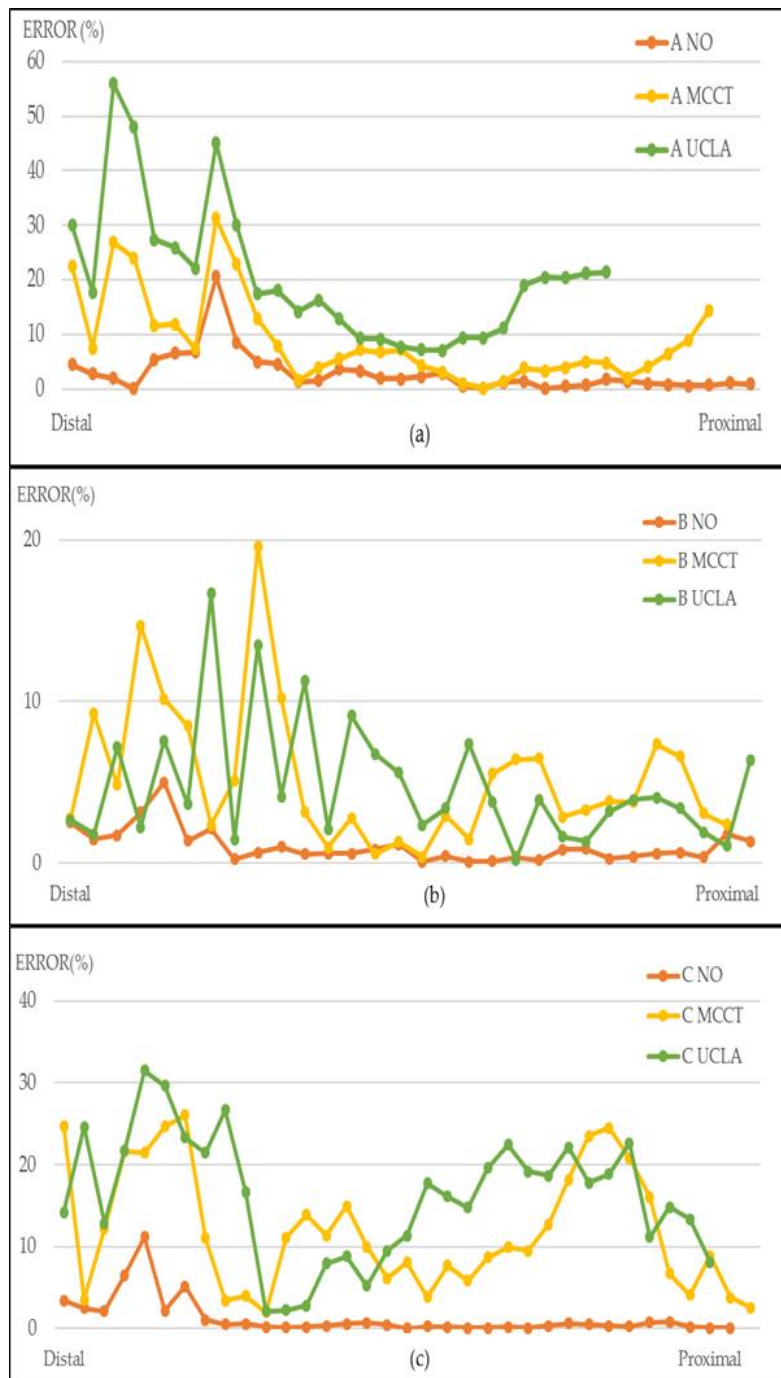 ERROR (%)
A NO
A MCCT
A UCLA
60
50
40
30
20
10
0
Distal
(a)
Proximal
ERROR(%)
B NO
B MCCT
B UCLA
20
10
0
Distal
(b)
Proximal
ERROR(%)
C NO
C MCCT
C UCLA
40
30
20
10
0
Distal
(c)
Proximal